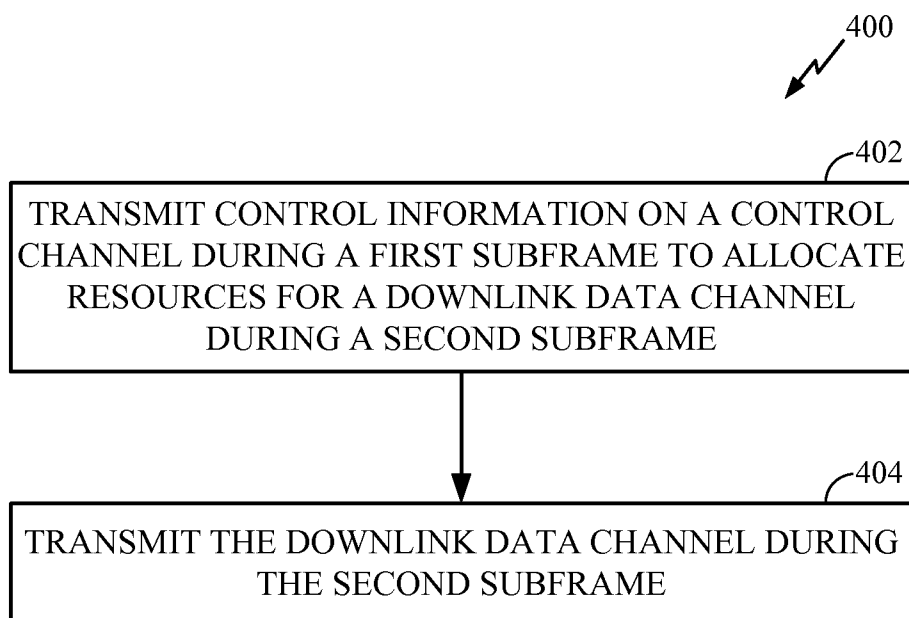 400
402
TRANSMIT CONTROL INFORMATION ON A CONTROL
CHANNEL DURING A FIRST SUBFRAME TO ALLOCATE
RESOURCES FOR A DOWNLINK DATA CHANNEL
DURING A SECOND SUBFRAME
404
TRANSMIT THE DOWNLINK DATA CHANNEL DURING
THE SECOND SUBFRAME